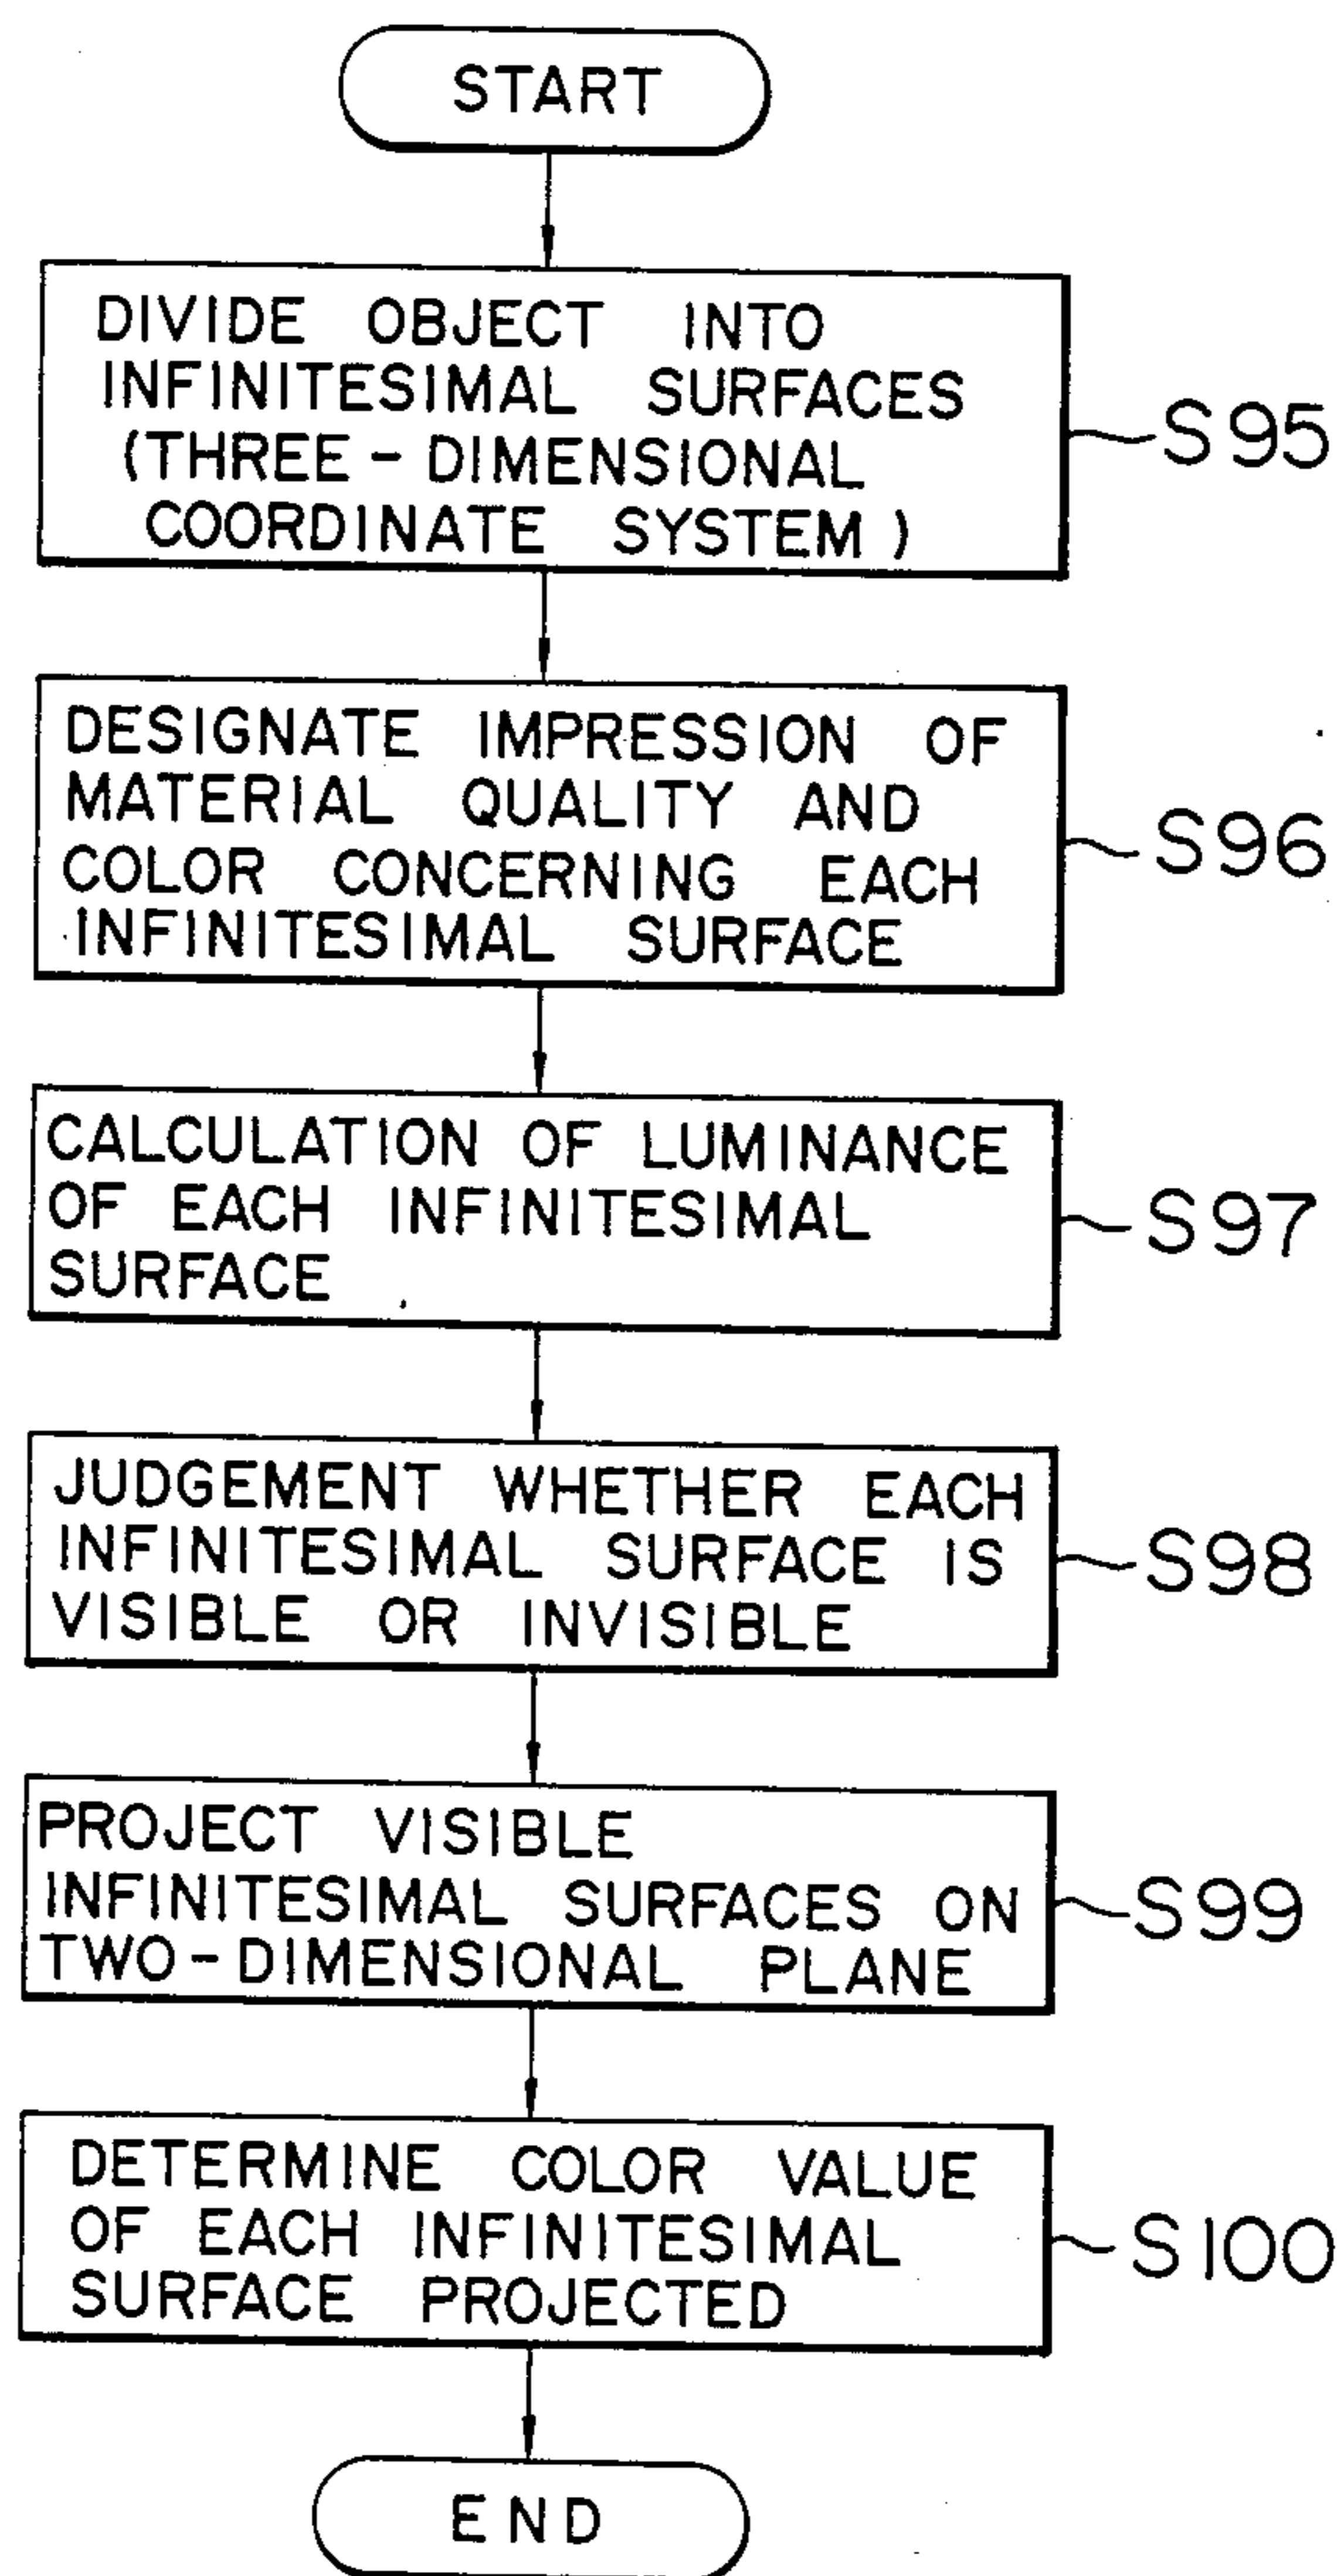 START
DIVIDE OBJECT INTO
INFINITESIMAL SURFACES
(THREE-DIMENSIONAL
COORDINATE SYSTEM)
S95
DESIGNATE IMPRESSION OF
MATERIAL QUALITY AND
COLOR CONCERNING EACH
INFINITESIMAL SURFACE
S96
CALCULATION OF LUMINANCE
OF EACH INFINITESIMAL
SURFACE
S97
JUDGEMENT WHETHER EACH
INFINITESIMAL SURFACE IS
VISIBLE OR INVISIBLE
S98
PROJECT VISIBLE
INFINITESIMAL SURFACES ON
TWO-DIMENSIONAL PLANE
S99
DETERMINE COLOR VALUE
OF EACH INFINITESIMAL
SURFACE PROJECTED
S100
END